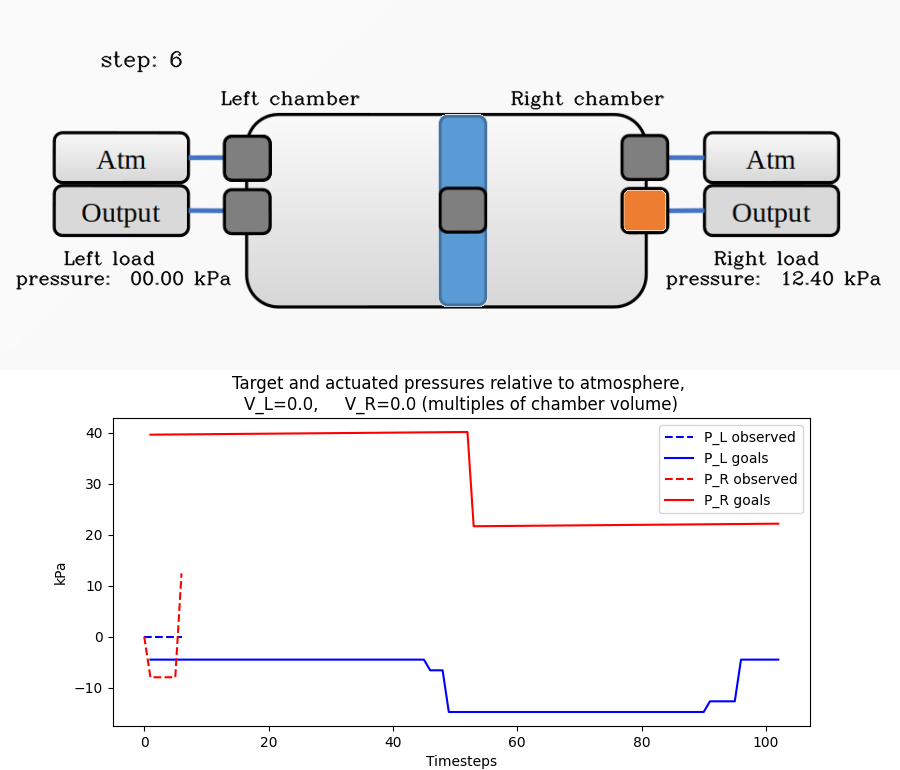 step: 6
Left chamber
Right chamber
Atm
Atm
Output
Output
Left load
pressure: 00.00 kPa
Right load
pressure: 12.40 kPa
Target and actuated pressures relative to atmosphere,
V_L=0.0, V_R=0.0 (multiples of chamber volume)
P_L observed
P_L goals
P_R observed
P_R goals
kPa
40
30
20
10
0
−10
0 20 40 60 80 100
Timesteps